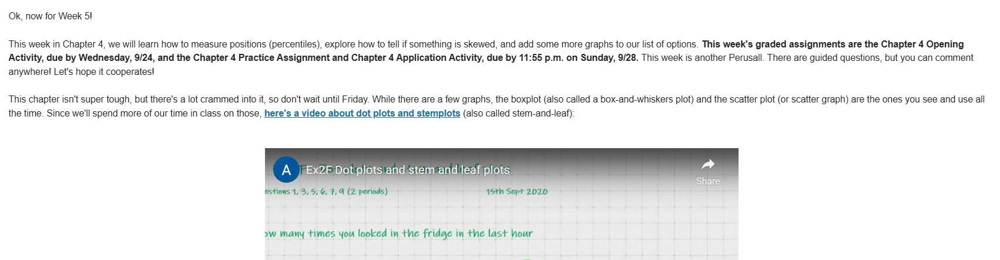 Ok, now for Week 5!
This week in Chapter 4, we will learn how to measure positions (percentiles), explore how to tell if something is skewed, and add some more graphs to our list of options. This week's graded assignments are the Chapter 4 Opening
Activity, due by Wednesday, 9/24, and the Chapter 4 Practice Assignment and Chapter 4 Application Activity, due by 11:55 p.m. on Sunday, 9/28. This week is another Perusall. There are guided questions, but you can comment
anywhere! Let's hope it cooperates!
This chapter isn't super tough, but there's a lot crammed into it, so don't wait until Friday. While there are a few graphs, the boxplot (also called a box-and-whiskers plot) and the scatter plot (or scatter graph) are the ones you see and use all
the time. Since we'll spend more of our time in class on those, here's a video about dot plots and stemplots (also called stem-and-leaf):
A Ex2F Dot plots and stem and leaf plots
Share
estions 1, 3, 5, 6, 7, 9 (2 periods) 15th Sept 2020
ow many times you looked in the fridge in the last hour